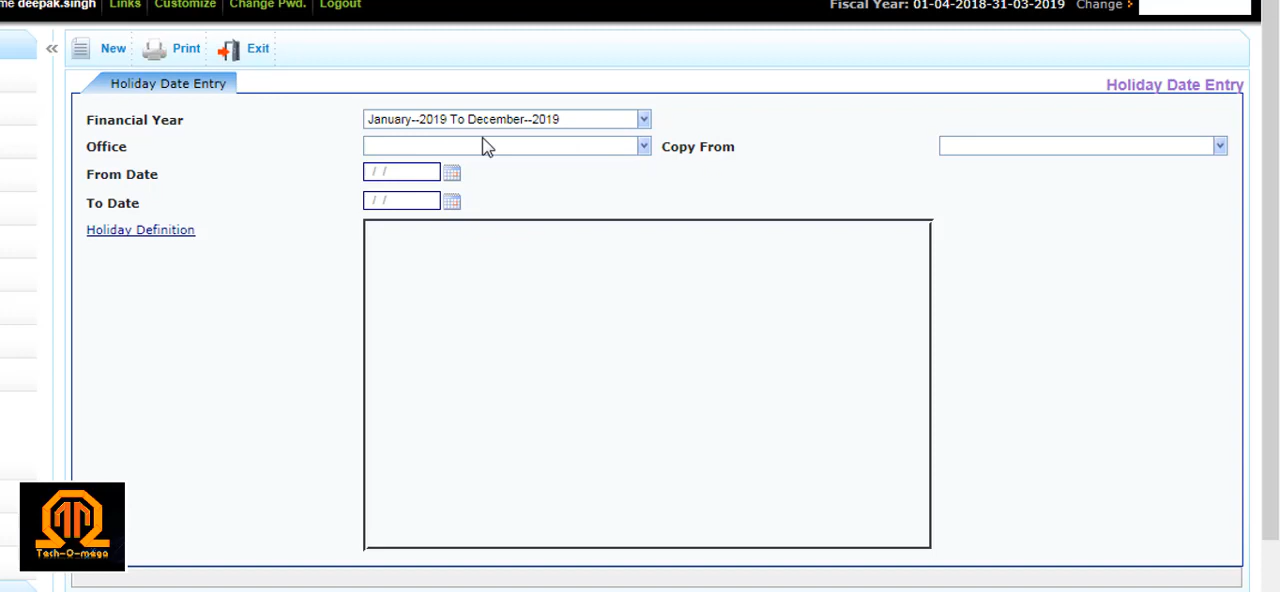 me deepak.singh Links Customize Change Pwd. Logout Fiscal Year: 01-04-2018-31-03-2019 Change
New Print Exit
Holiday Date Entry Holiday Date Entry
Financial Year January--2019 To December--2019
Office Copy From
From Date / /
To Date / /
Holiday Definition
Tech-O-mega